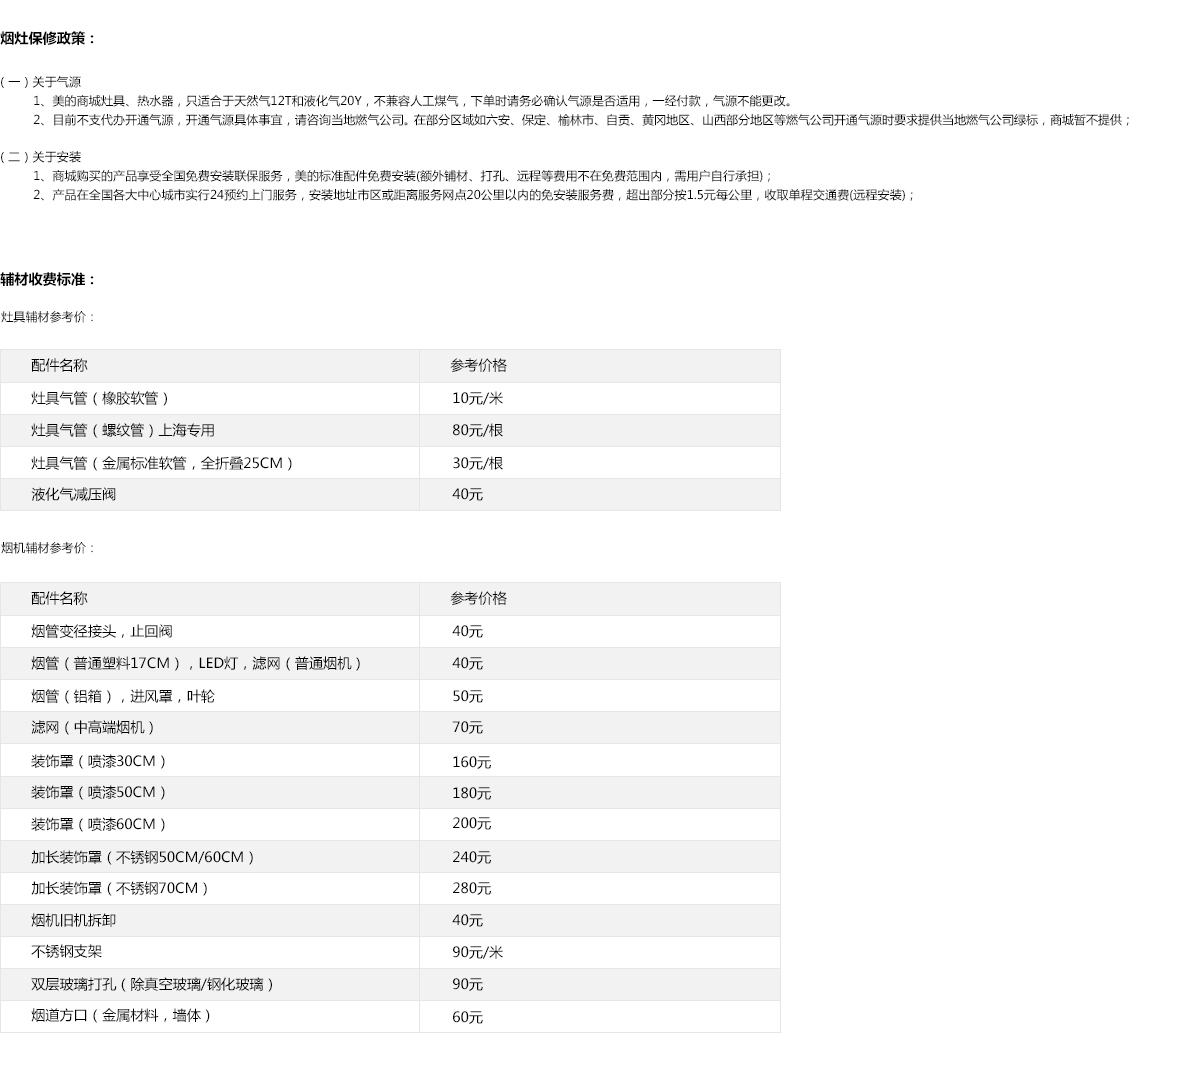 烟灶保修政策：
( 一 ) 关于气源
1、美的商城灶具、热水器，只适合于天然气12T和液化气20Y，不兼容人工煤气，下单时请务必确认气源是否适用，一经付款，气源不能更改。
2、目前不支代办开通气源，开通气源具体事宜，请咨询当地燃气公司。在部分区域如六安、保定、榆林市、自贡、黄冈地区、山西部分地区等燃气公司开通气源时要求提供当地燃气公司绿标，商城暂不提供；
( 二 ) 关于安装
1、商城购买的产品享受全国免费安装联保服务，美的标准配件免费安装(额外铺材、打孔、远程等费用不在免费范围内，需用户自行承担)；
2、产品在全国各大中心城市实行24预约上门服务，安装地址市区或距离服务网点20公里以内的免安装服务费，超出部分按1.5元每公里，收取单程交通费(远程安装)；
辅材收费标准：
灶具辅材参考价：
配件名称 参考价格
灶具气管（橡胶软管） 10元/米
灶具气管（螺纹管）上海专用 80元/根
灶具气管（金属标准软管，全折叠25CM） 30元/根
液化气减压阀 40元
烟机辅材参考价：
配件名称 参考价格
烟管变径接头，止回阀 40元
烟管（普通塑料17CM），LED灯，滤网（普通烟机） 40元
烟管（铝箱），进风罩，叶轮 50元
滤网（中高端烟机） 70元
装饰罩（喷漆30CM） 160元
装饰罩（喷漆50CM） 180元
装饰罩（喷漆60CM） 200元
加长装饰罩（不锈钢50CM/60CM） 240元
加长装饰罩（不锈钢70CM） 280元
烟机旧机拆卸 40元
不锈钢支架 90元/米
双层玻璃打孔（除真空玻璃/钢化玻璃） 90元
烟道方口（金属材料，墙体） 60元